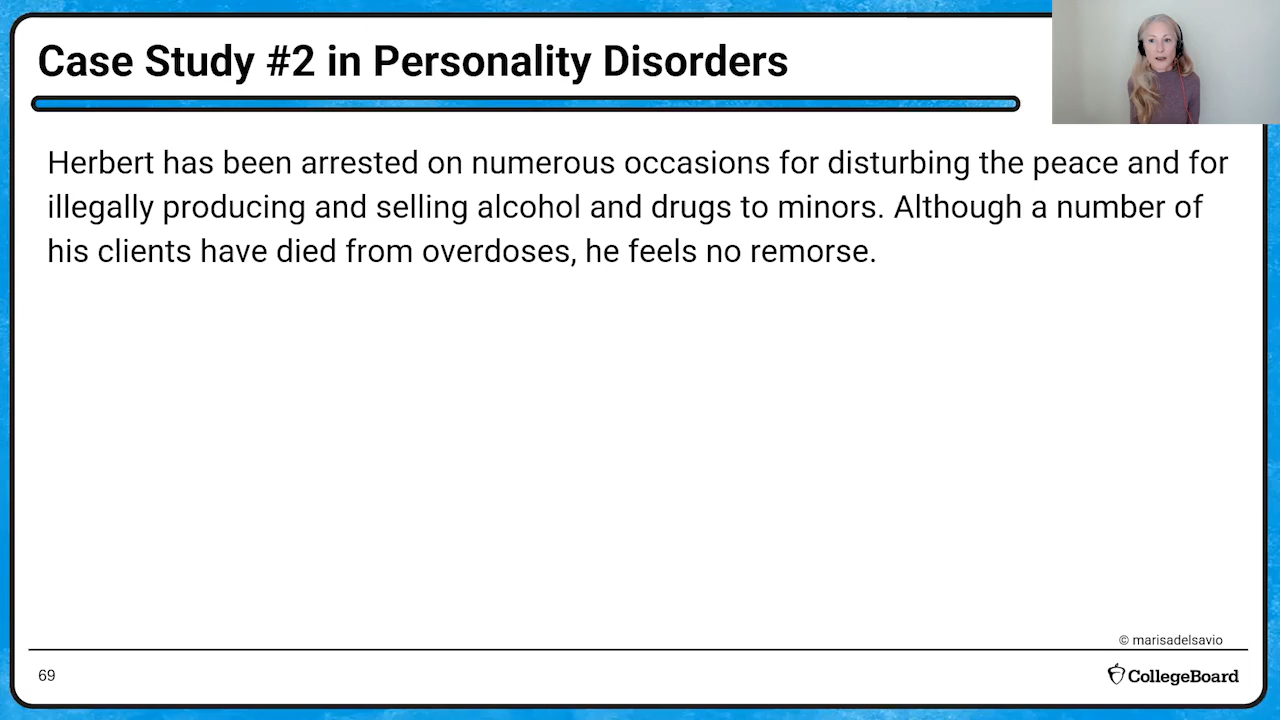 Case Study #2 in Personality Disorders
Herbert has been arrested on numerous occasions for disturbing the peace and for
illegally producing and selling alcohol and drugs to minors. Although a number of
his clients have died from overdoses, he feels no remorse.
© marisadelsavio
69
CollegeBoard